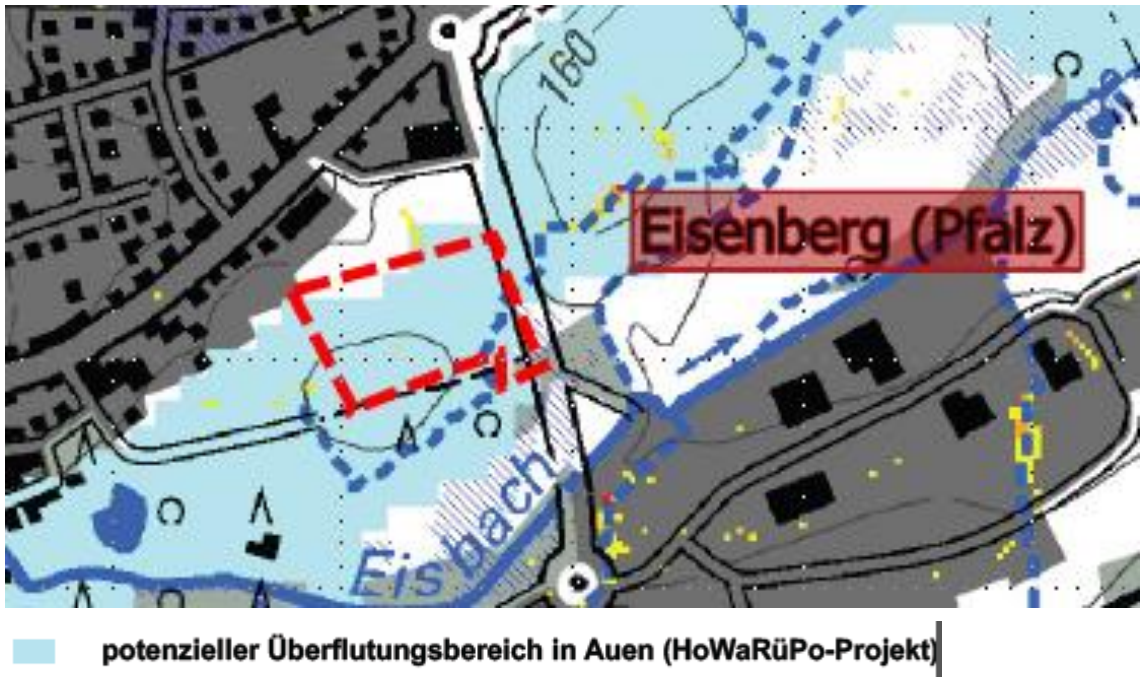 160
Eisenberg (Pfalz)
Eisbach
potenzieller Überflutungsbereich in Auen (HoWaRüPo-Projekt)